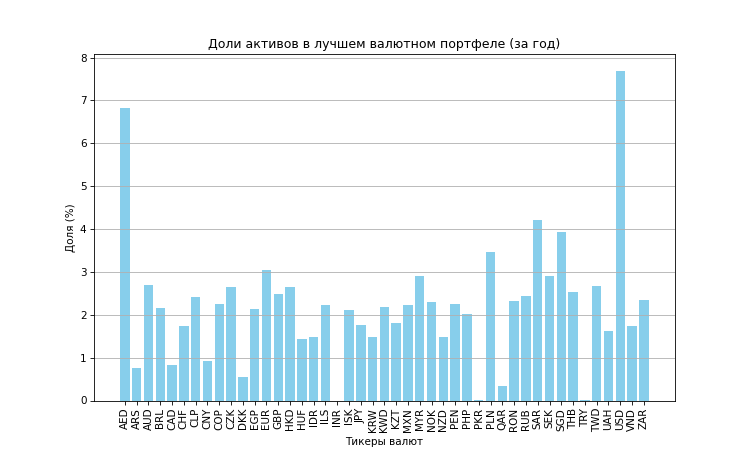 Доли активов в лучшем валютном портфеле (за год)
Доля (%)
8
7
6
5
4
3
2
1
0
AED ARS AUD BRL CAD CHF CLP CNY COP CZK DKK EGP EUR GBP HKD HUF IDR ILS INR ISK JPY KRW KWD KZT MXN MYR NOK NZD PEN PHP PKR PLN QAR RON RUB SAR SEK SGD THB TRY TWD UAH USD VND ZAR
Тикеры валют